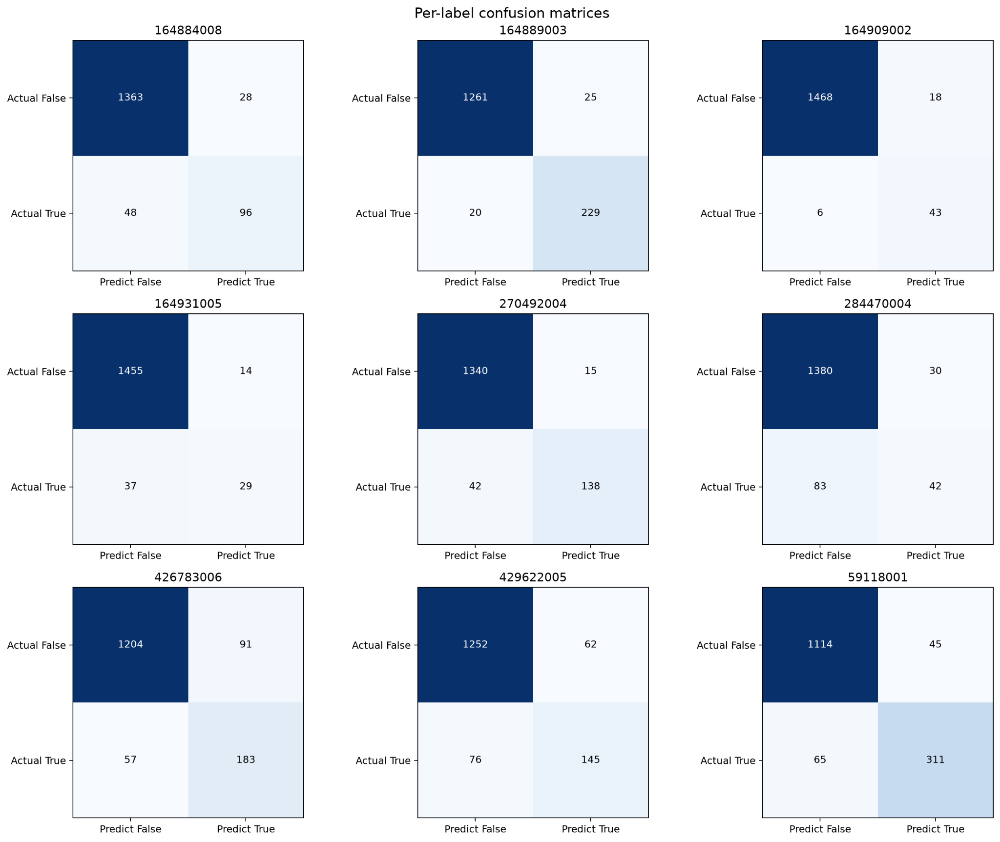 Per-label confusion matrices
164884008
Actual False 1363 28
Actual True 48 96
Predict False Predict True
164889003
Actual False 1261 25
Actual True 20 229
Predict False Predict True
164909002
Actual False 1468 18
Actual True 6 43
Predict False Predict True
164931005
Actual False 1455 14
Actual True 37 29
Predict False Predict True
270492004
Actual False 1340 15
Actual True 42 138
Predict False Predict True
284470004
Actual False 1380 30
Actual True 83 42
Predict False Predict True
426783006
Actual False 1204 91
Actual True 57 183
Predict False Predict True
429622005
Actual False 1252 62
Actual True 76 145
Predict False Predict True
59118001
Actual False 1114 45
Actual True 65 311
Predict False Predict True